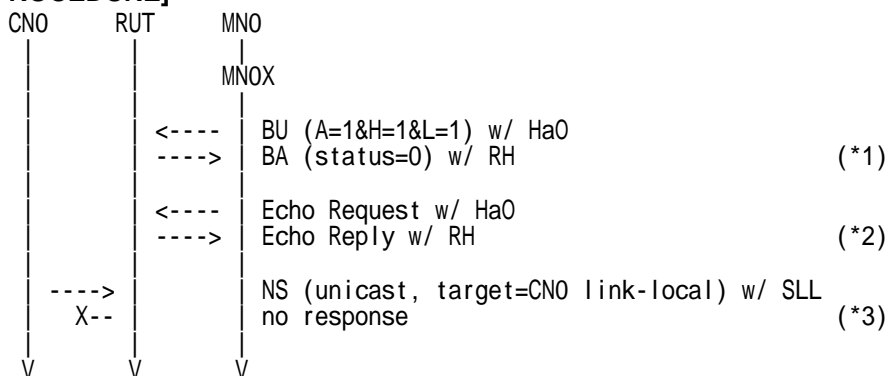 ROCEDURE]
CN0 RUT MN0
MN0X
<---- BU (A=1&H=1&L=1) w/ HaO
----> BA (status=0) w/ RH (*1)
<---- Echo Request w/ HaO
----> Echo Reply w/ RH (*2)
----> NS (unicast, target=CN0 link-local) w/ SLL
X-- no response (*3)
V V V